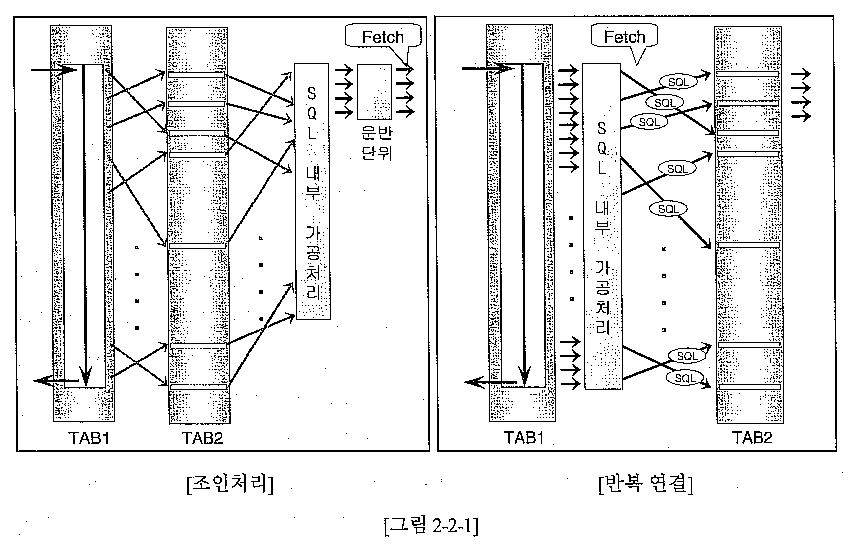 Fetch
SQL 내부 가공처리
운반
단위
TAB1
TAB2
Fetch
SQL
SQL
SQL
SQL
SQL
SQL
SQL
SQL 내부 가공처리
TAB1
TAB2
[조인처리]
[반복 연결]
[그림 2-2-1]